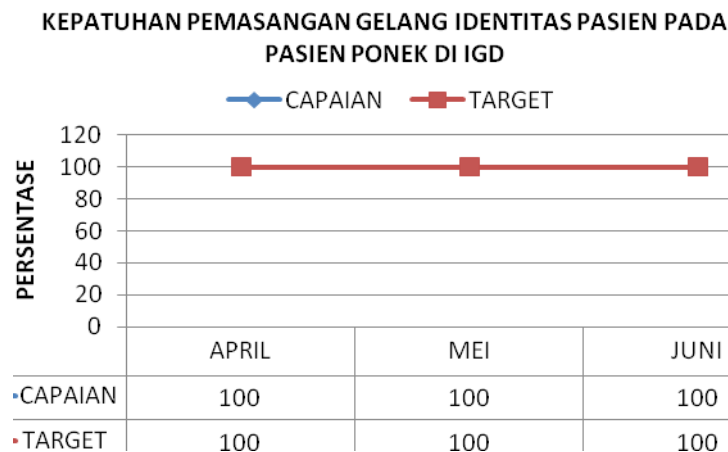 KEPATUHAN PEMASANGAN GELANG IDENTITAS PASIEN PADA
PASIEN PONEK DI IGD
CAPAIAN TARGET
PERSENTASE
120
100
80
60
40
20
0
APRIL MEI JUNI
CAPAIAN 100 100 100
TARGET 100 100 100